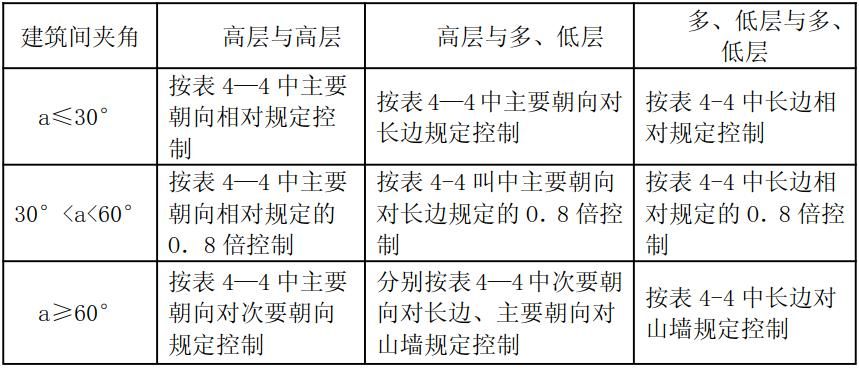 建筑间夹角
高层与高层
高层与多、低层
多、低层与多、
低层
a≤30°
按表 4—4 中主要
朝向相对规定控
制
按表 4—4 中主要朝向对
长边规定控制
按表 4-4 中长边相
对规定控制
30°<a<60°
按表 4—4 中主要
朝向相对规定的
0．8 倍控制
按表 4-4 叫中主要朝向
对长边规定的 0．8 倍控
制
按表 4-4 中长边相
对规定的 0．8 倍控
制
a≥60°
按表 4—4 中主要
朝向对次要朝向
规定控制
分别按表 4—4 中次要朝
向对长边、主要朝向对
山墙规定控制
按表 4-4 中长边对
山墙规定控制